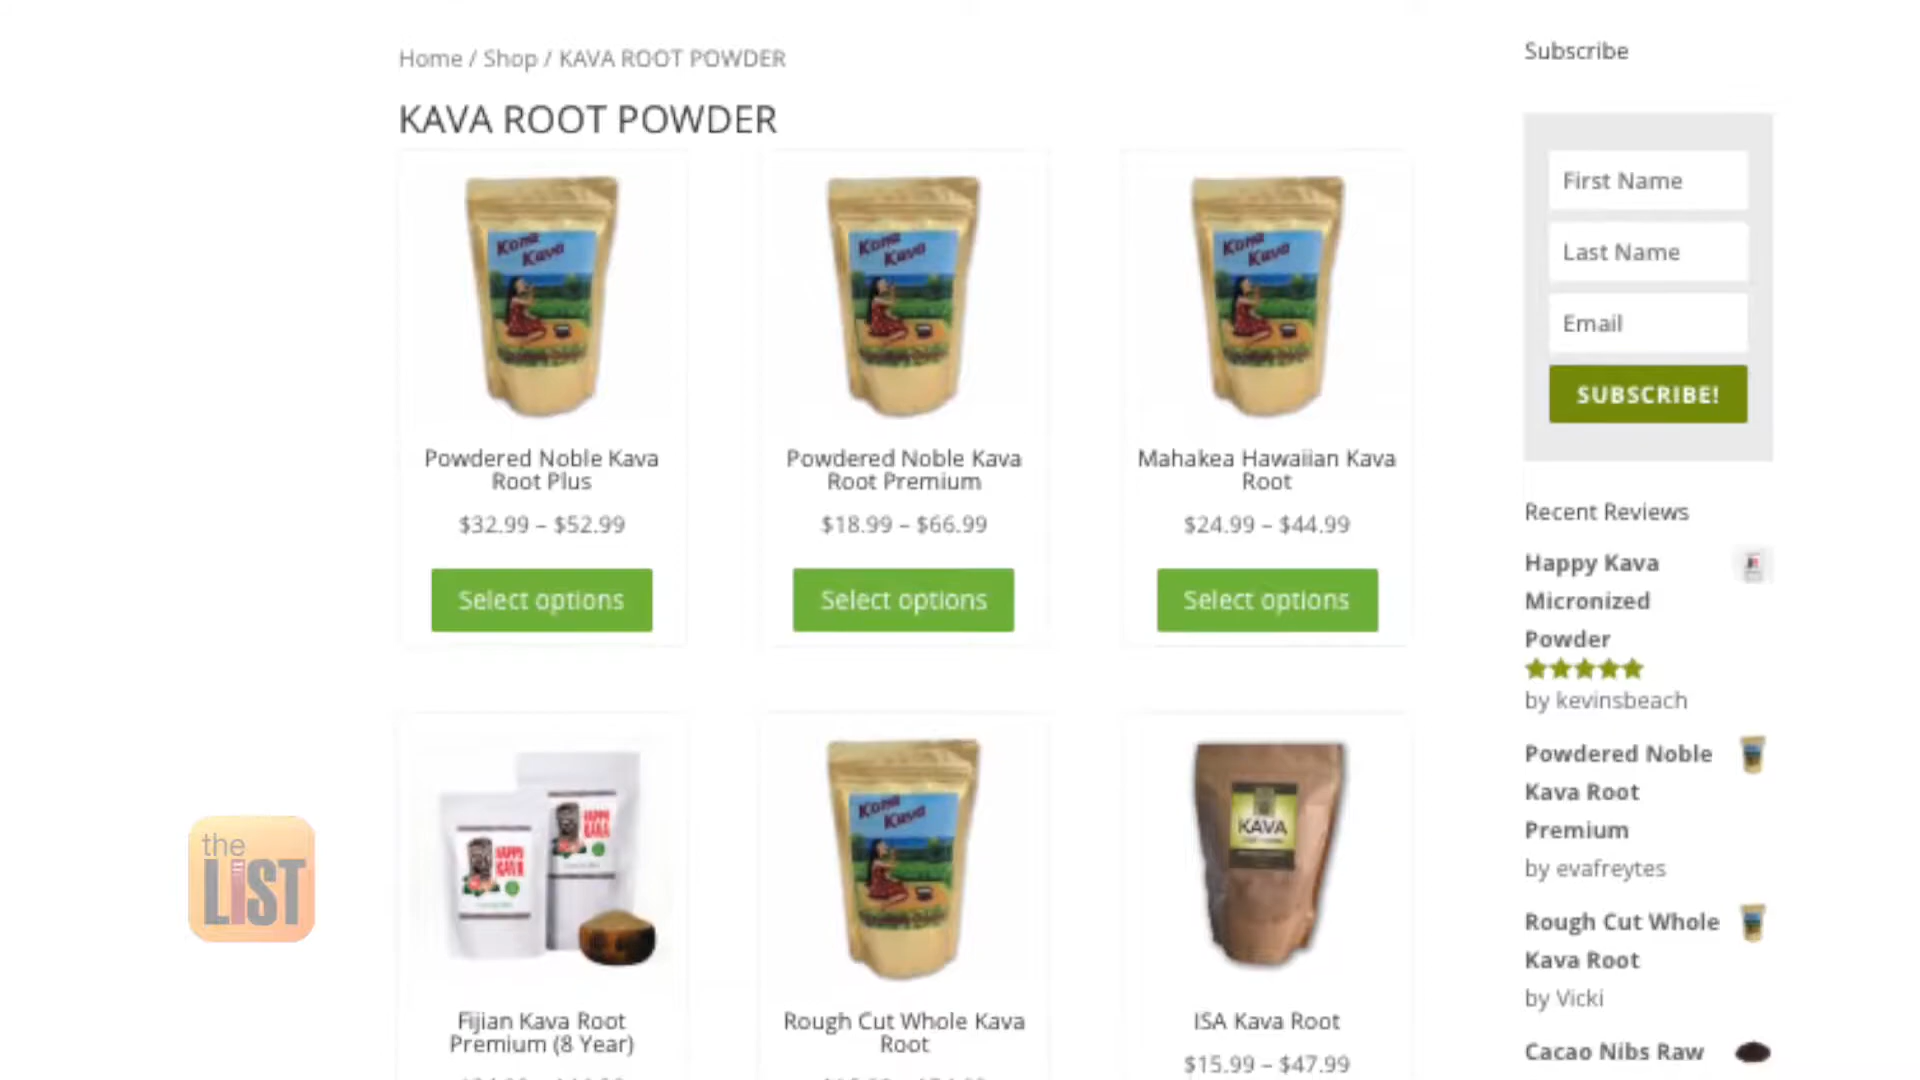 Home / Shop / KAVA ROOT POWDER
KAVA ROOT POWDER
Kona
Kava
Powdered Noble Kava
Root Plus
$32.99 – $52.99
Select options
Kona
Kava
Powdered Noble Kava
Root Premium
$18.99 – $66.99
Select options
Kona
Kava
Mahakea Hawaiian Kava
Root
$24.99 – $44.99
Select options
HAPPY
KAVA
HAPPY
KAVA
Fijian Kava Root
Premium (8 Year)
Kona
Kava
Rough Cut Whole Kava
Root
KAVA
ISA Kava Root
$15.99 – $47.99
Subscribe
First Name
Last Name
Email
SUBSCRIBE!
Recent Reviews
Happy Kava
Micronized
Powder
by kevinsbeach
Powdered Noble
Kava Root
Premium
by evafreytes
Rough Cut Whole
Kava Root
by Vicki
Cacao Nibs Raw
the
LIST